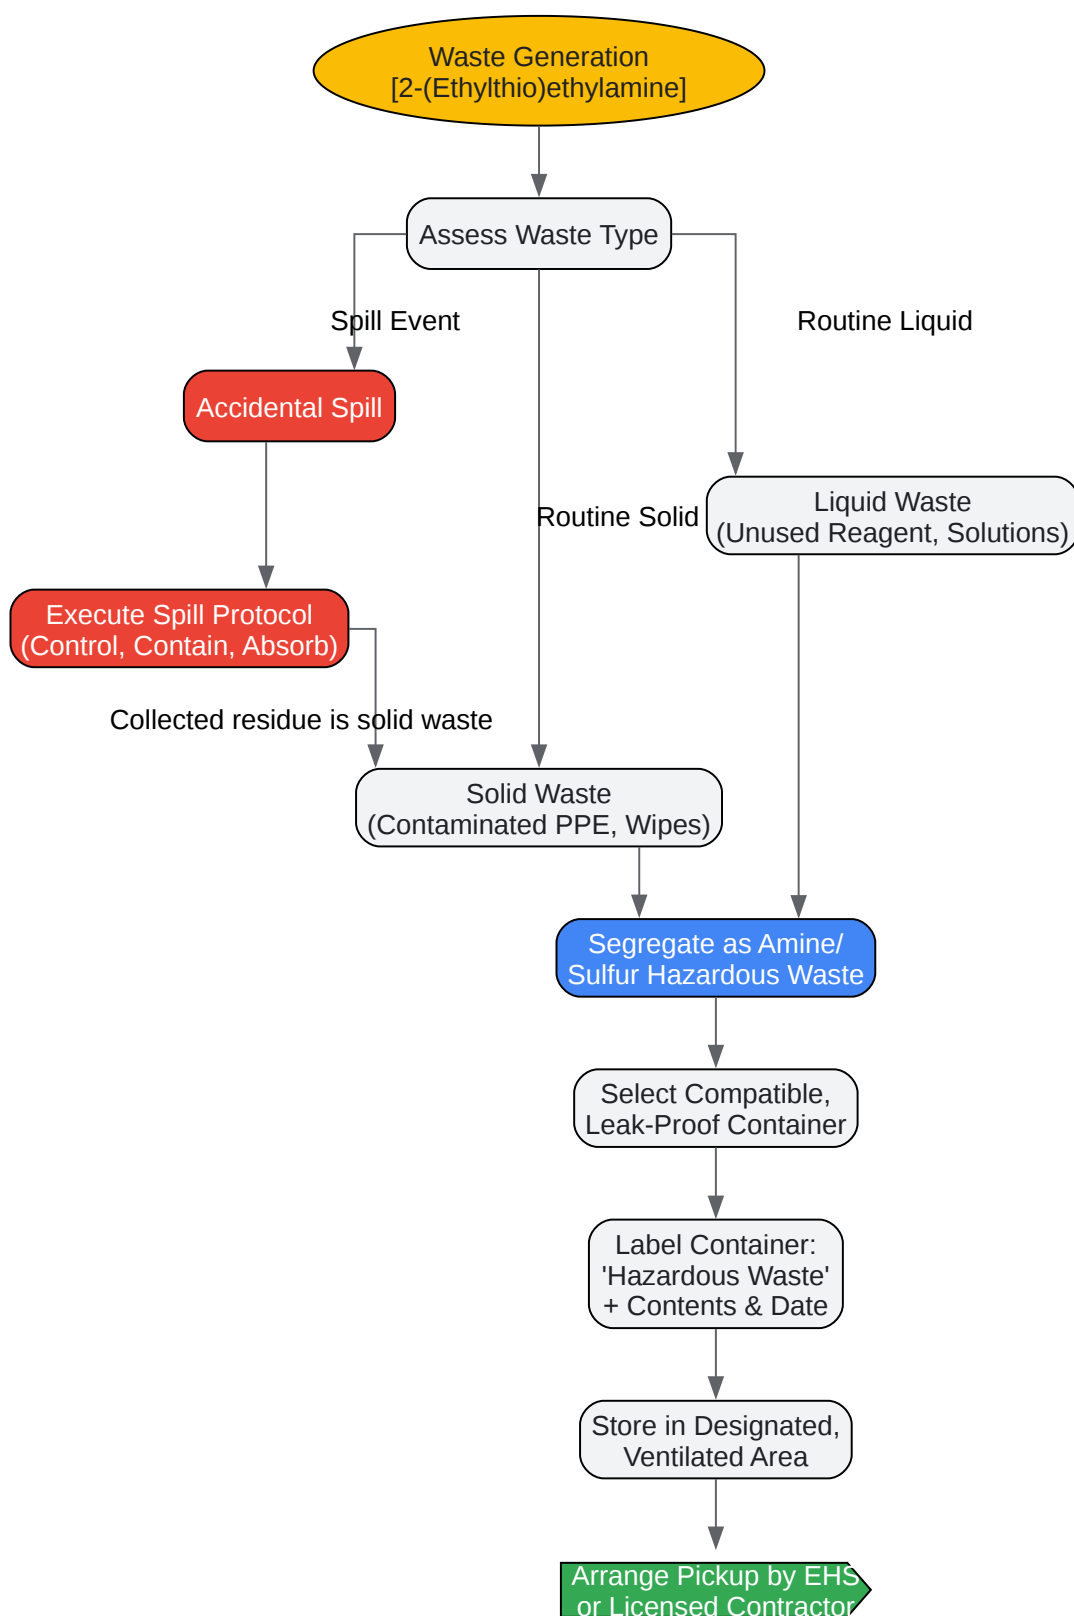 Waste Generation
[2-(Ethylthio)ethylamine]
Assess Waste Type
Spill Event
Routine Liquid
Accidental Spill
Routine Solid
Liquid Waste
(Unused Reagent, Solutions)
Execute Spill Protocol
(Control, Contain, Absorb)
Collected residue is solid waste
Solid Waste
(Contaminated PPE, Wipes)
Segregate as Amine/
Sulfur Hazardous Waste
Select Compatible,
Leak-Proof Container
Label Container:
'Hazardous Waste'
+ Contents & Date
Store in Designated,
Ventilated Area
Arrange Pickup by EHS
or Licensed Contractor